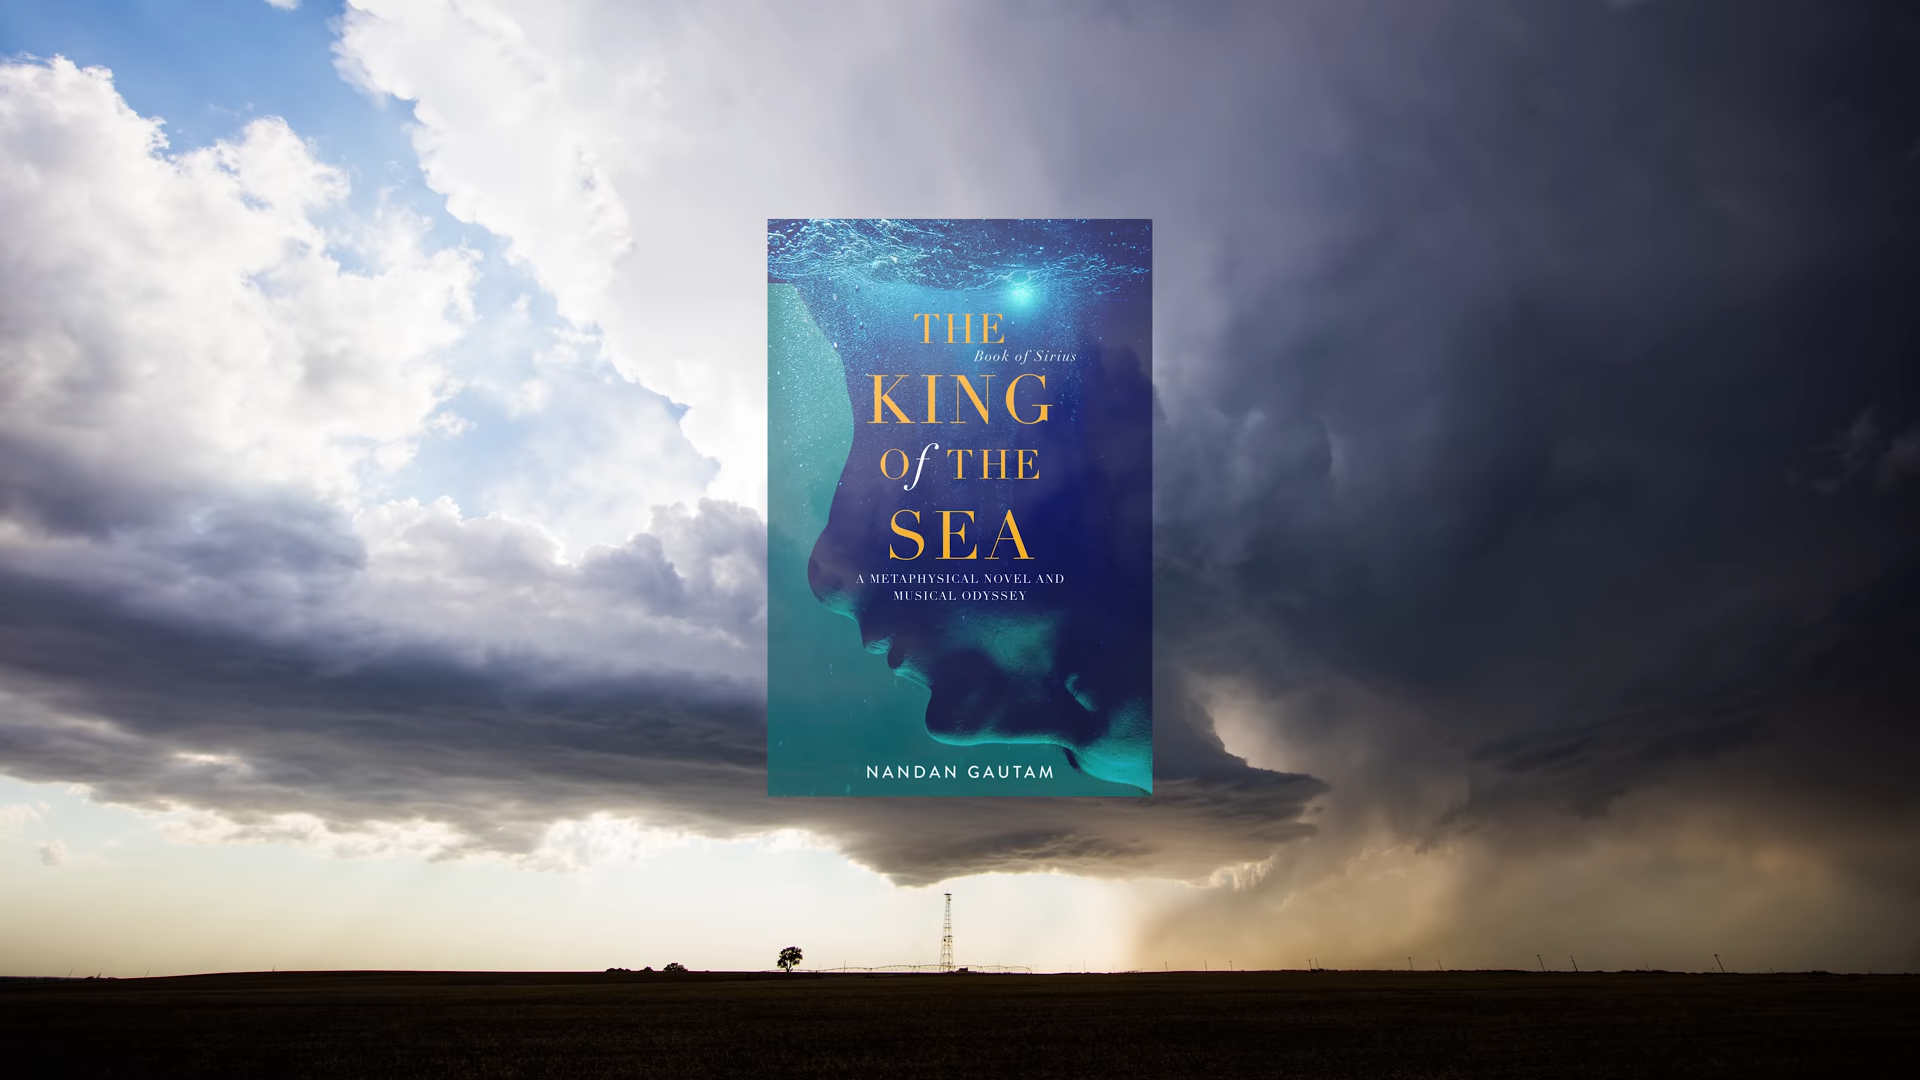 THE
Book of Sirius
KING
Of THE
SEA
A METAPHYSICAL NOVEL AND
MUSICAL ODYSSEY
NANDAN GAUTAM